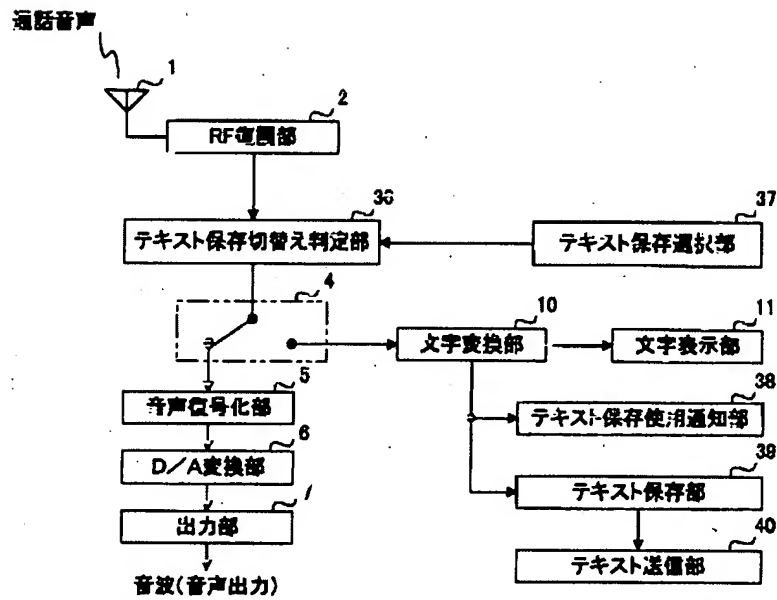 通話音声
1
2
RF復調部
36
テキスト保存切替え判定部
37
テキスト保存選択部
4
10
文字変換部
11
文字表示部
5
音声復号化部
38
テキスト保存使用通知部
6
D/A変換部
39
テキスト保存部
7
出力部
40
テキスト送信部
音波(音声出力)